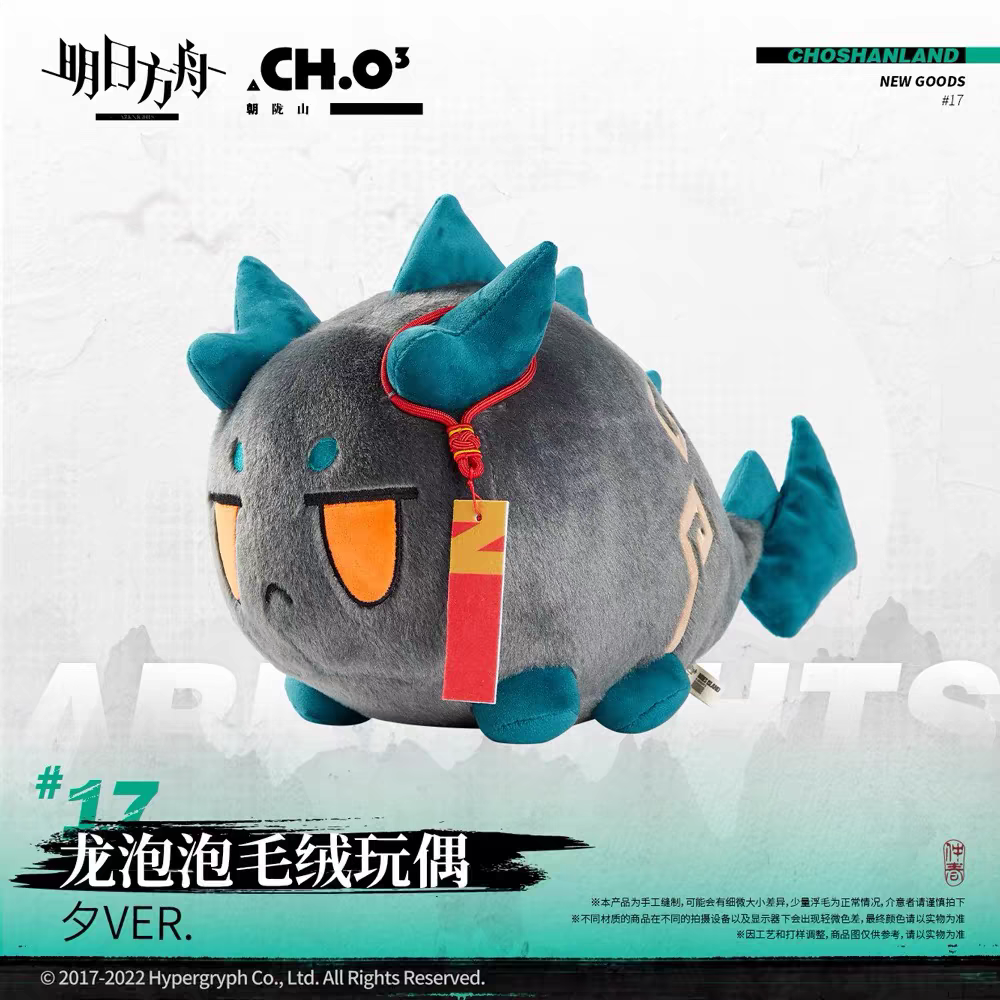 明日方舟
ARKNIGHTS
CH.O³
朝陇山
CHOSHANLAND
NEW GOODS
#17
ARKNIGHTS
#17
龙泡泡毛绒玩偶
夕VER.
仲春
※本产品为手工缝制,可能会有细微大小差异,少量浮毛为正常情况,介意者请谨慎拍下
※不同材质的商品在不同的拍摄设备以及显示器下会出现轻微色差,最终颜色请以实物为准
※因工艺和打样调整,商品图仅供参考,请以实物为准
© 2017-2022 Hypergryph Co., Ltd. All Rights Reserved.